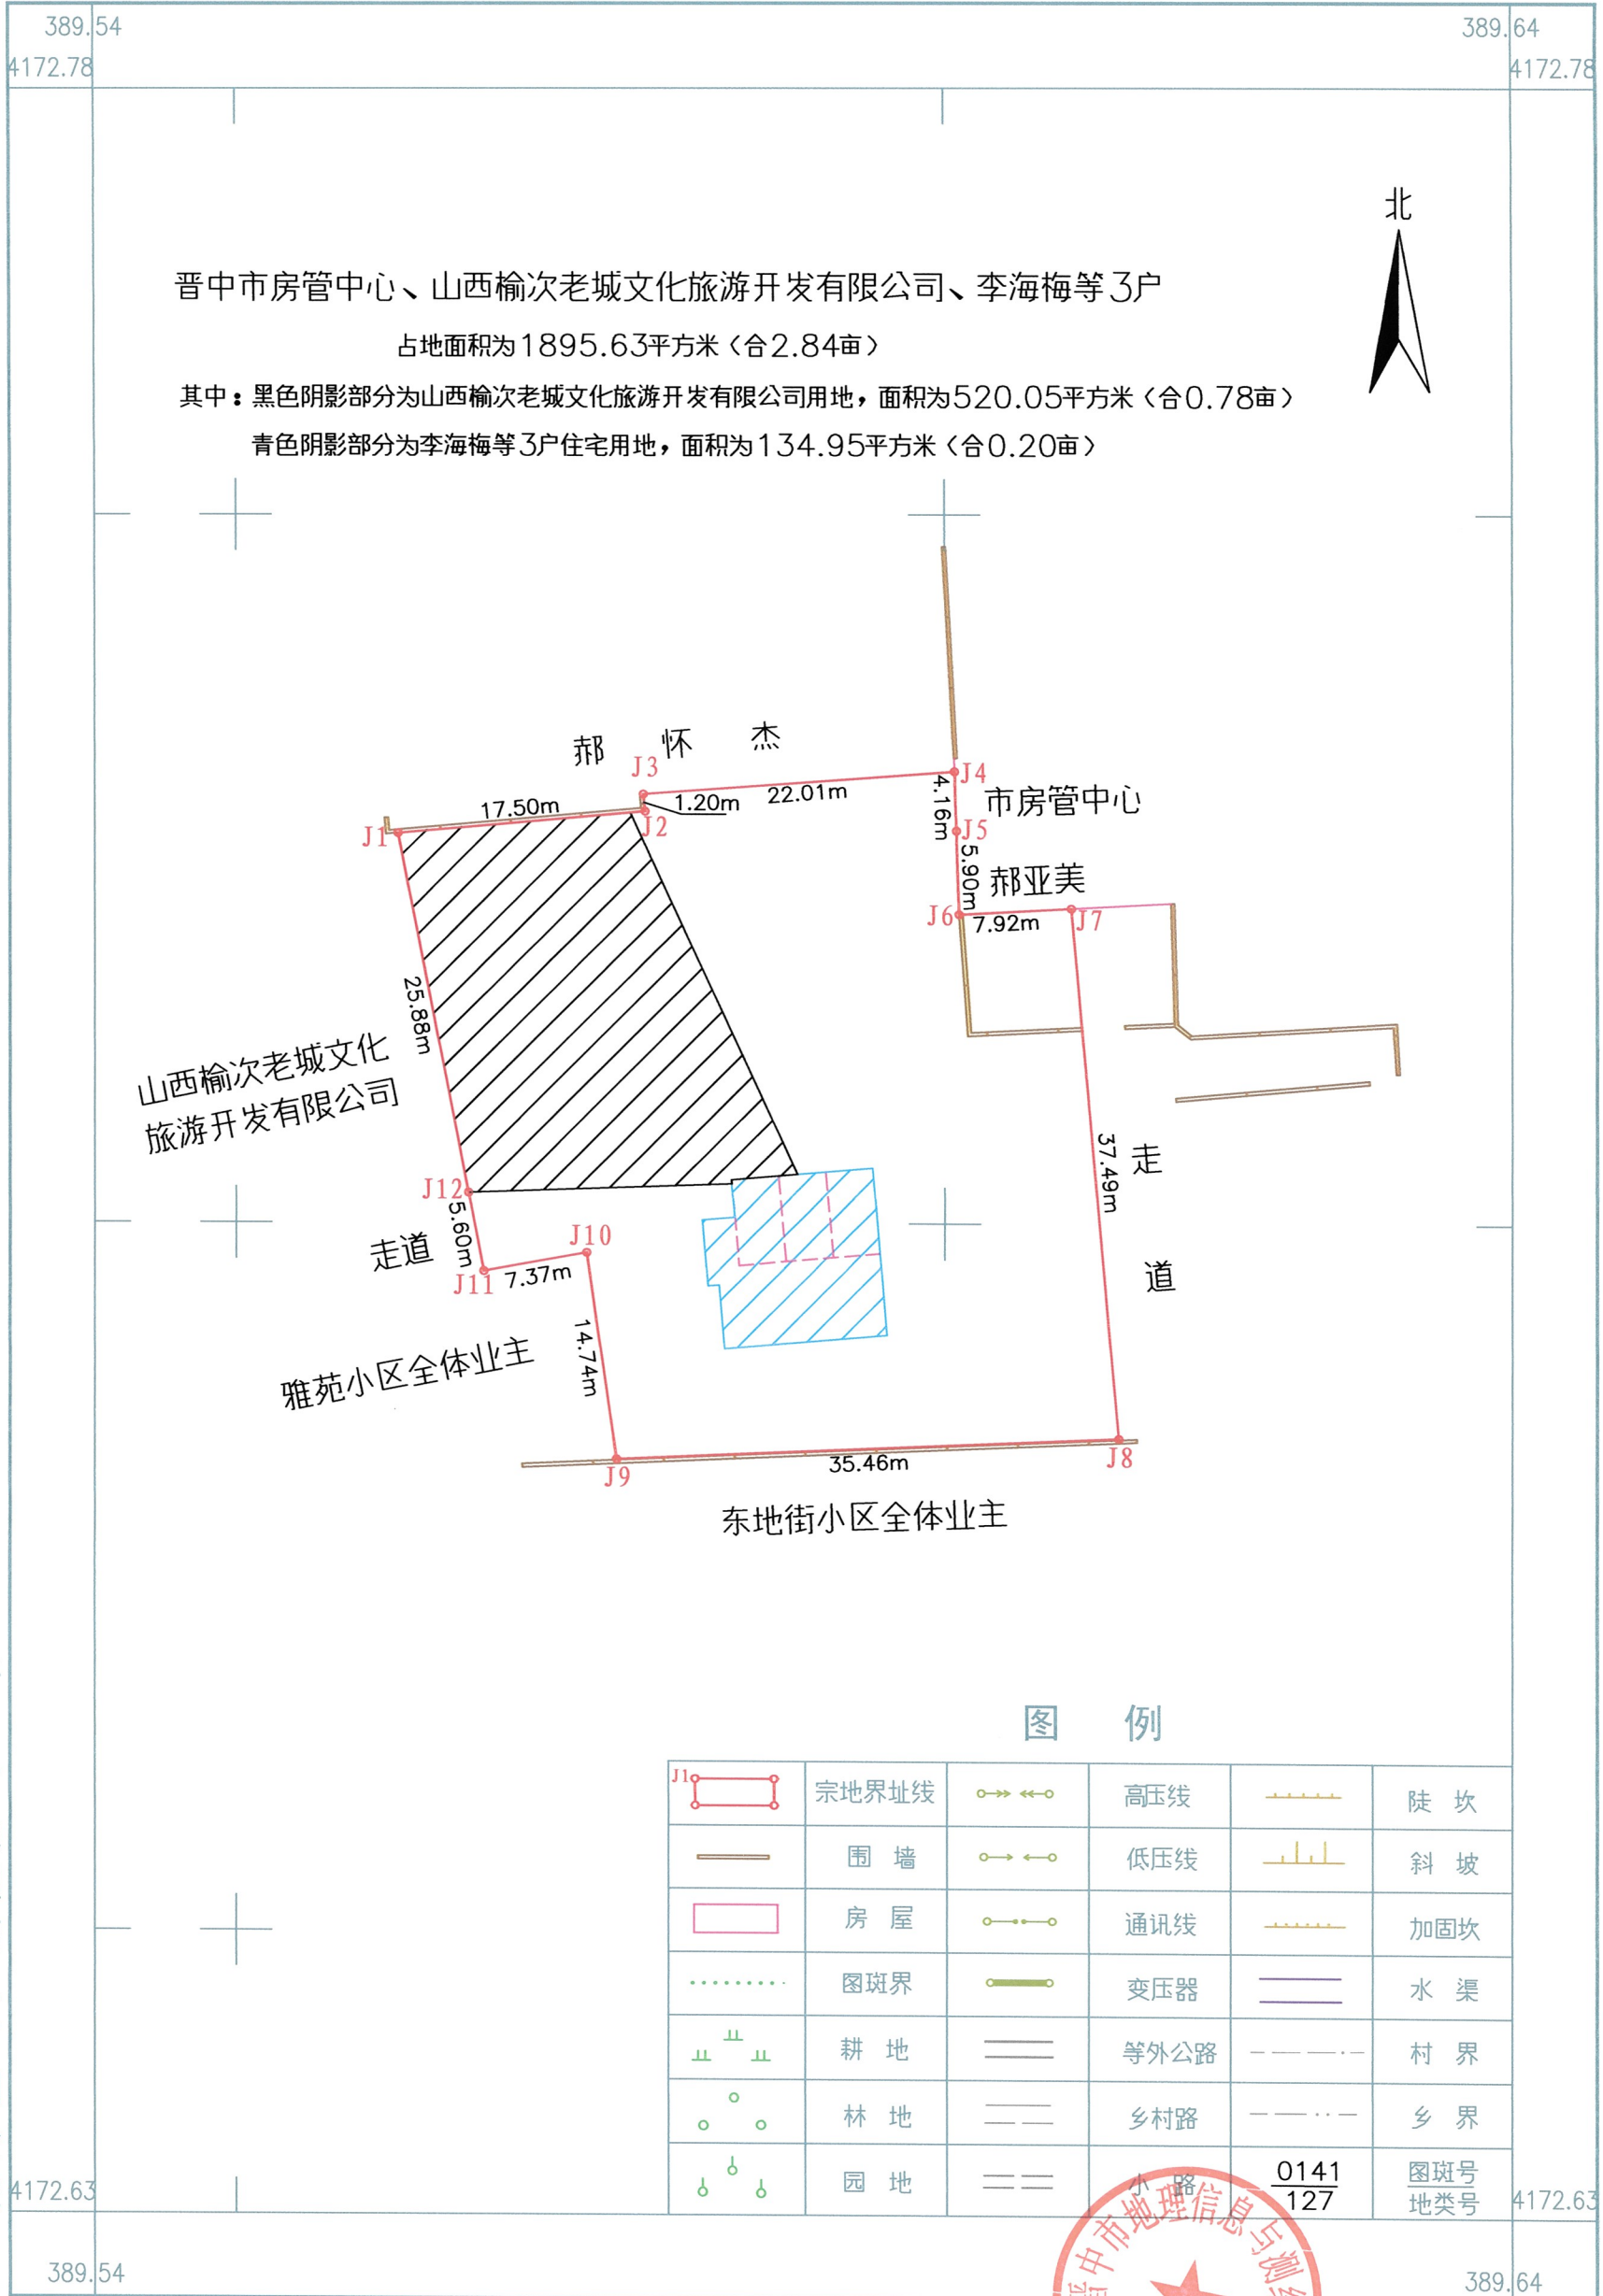 389.54
389.64
4172.78
4172.78
北
晋中市房管中心、山西榆次老城文化旅游开发有限公司、李海梅等3户
占地面积为1895.63平方米〈合2.84亩〉
其中：黑色阴影部分为山西榆次老城文化旅游开发有限公司用地，面积为520.05平方米〈合0.78亩〉
青色阴影部分为李海梅等3户住宅用地，面积为134.95平方米〈合0.20亩〉
郝 怀 杰
J3
J4
22.01m
1.20m
17.50m
J1
J2
4.16m
市房管中心
J5
5.90m
郝亚美
J6
7.92m
J7
25.88m
山西榆次老城文化
旅游开发有限公司
37.49m
走
道
J12
5.60m
走道
J10
J11
7.37m
14.74m
雅苑小区全体业主
J9
35.46m
J8
东地街小区全体业主
图 例
J1
宗地界址线
高压线
陡 坎
围 墙
低压线
斜 坡
房 屋
通讯线
加固坎
图斑界
变压器
水 渠
耕 地
等外公路
村 界
林 地
乡村路
乡 界
园 地
小 路
0141
127
图斑号
地类号
4172.63
4172.63
晋中市地理信息与测绘
389.54
389.64